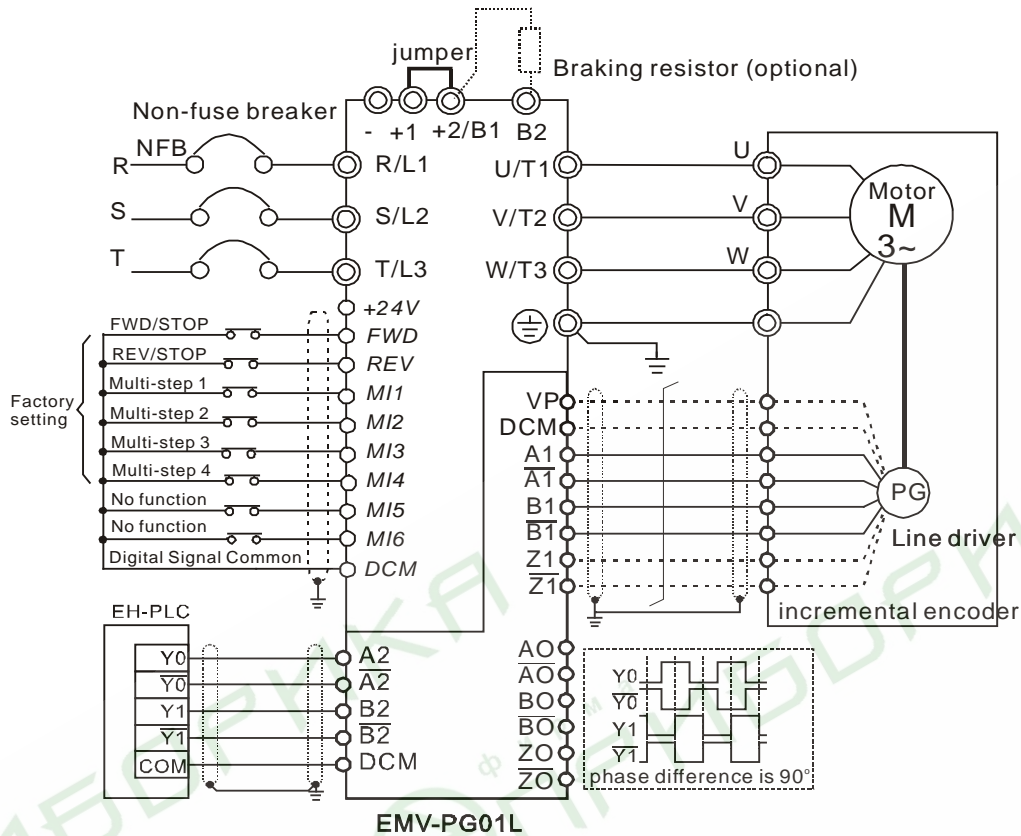 jumper
Braking resistor (optional)
Non-fuse breaker
- +1 +2/B1 B2
NFB
R R/L1 U/T1 U
S S/L2 V/T2 V
T T/L3 W/T3 W
Motor
M
3~
+24V
FWD/STOP FWD
REV/STOP REV
Multi-step 1 MI1
Multi-step 2 MI2
Multi-step 3 MI3
Multi-step 4 MI4
No function MI5
No function MI6
Digital Signal Common DCM
Factory
setting
VP
DCM
A1
A1
B1
B1
Z1
Z1
PG
Line driver
incremental encoder
EH-PLC
Y0 A2
Y0 A2
Y1 B2
Y1 B2
COM DCM
AO
AO
BO
BO
ZO
ZO
Y0
Y0
Y1
Y1
phase difference is 90°
EMV-PG01L
фирма
ПРИБОРИКА